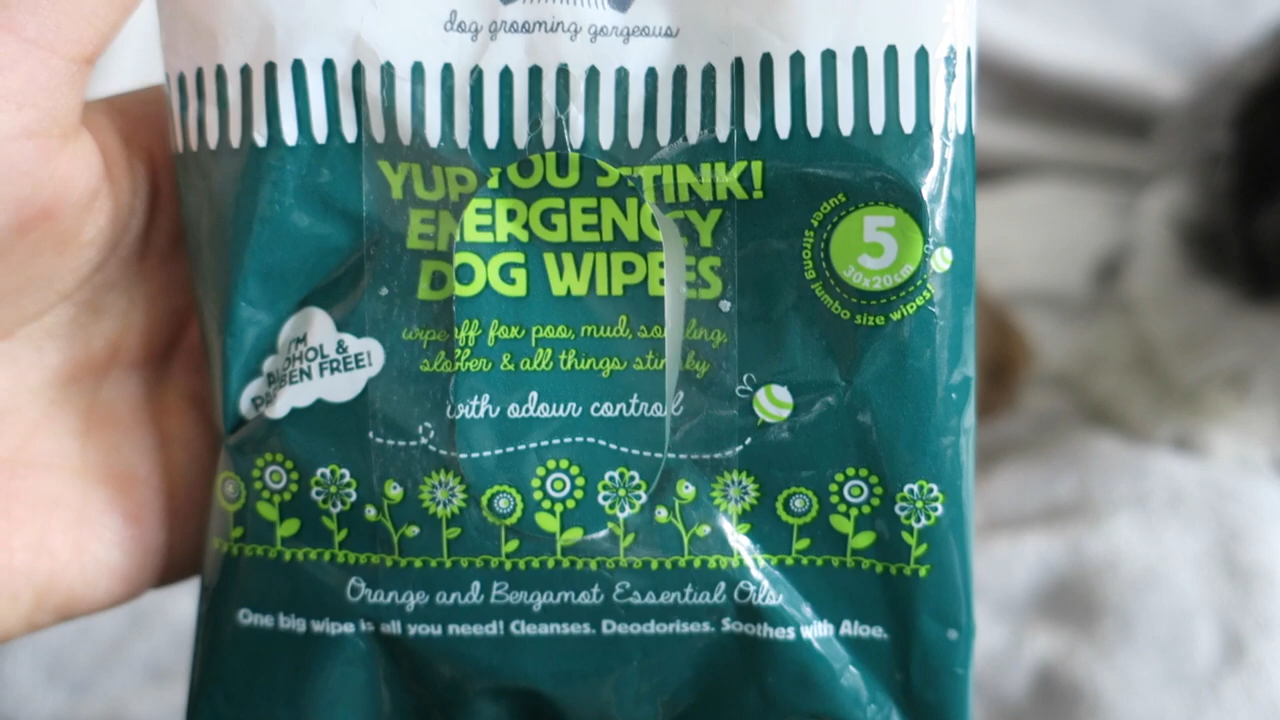 dog grooming gorgeous
YUP YOU STINK!
EMERGENCY
DOG WIPES
super strong jumbo size wipes!
5
30x20cm
wipe off fox poo, mud, soiling,
slobber & all things stinky
I'M
ALCOHOL &
PARABEN FREE!
with odour control
Orange and Bergamot Essential Oils
One big wipe is all you need! Cleanses. Deodorises. Soothes with Aloe.